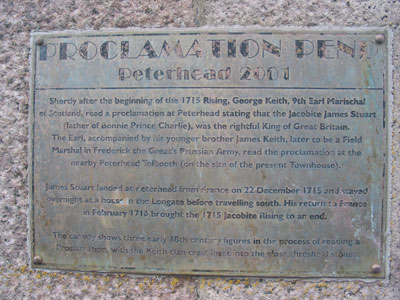 PROCLAMATION PEND
Peterhead 2001
Shortly after the beginning of the 1715 Rising, George Keith, 9th Earl Marischal
of Scotland, read a proclamation at Peterhead stating that the Jacobite James Stuart
(father of Bonnie Prince Charlie), was the rightful King of Great Britain.
The Earl, accompanied by his younger brother James Keith, later to be a Field
Marshal in Frederick the Great's Prussian Army, read the proclamation at the
nearby Peterhead Tolbooth (on the site of the present Townhouse).
James Stuart landed at Peterhead from France on 22 December 1715 and stayed
overnight at a house in the Longate before travelling south. His return to France
in February 1716 brought the 1715 Jacobite Rising to an end.
The canopy shows three early 18th century figures in the process of reading a
Proclamation, with the Keith clan crest inset into the door threshold stone.